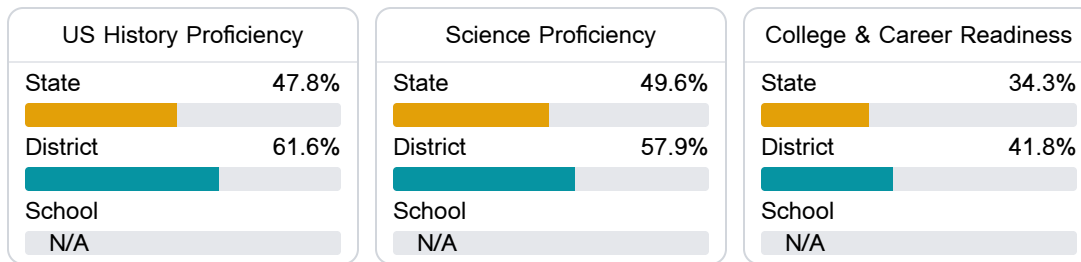 US History Proficiency
State 47.8%
District 61.6%
School
N/A
Science Proficiency
State 49.6%
District 57.9%
School
N/A
College & Career Readiness
State 34.3%
District 41.8%
School
N/A